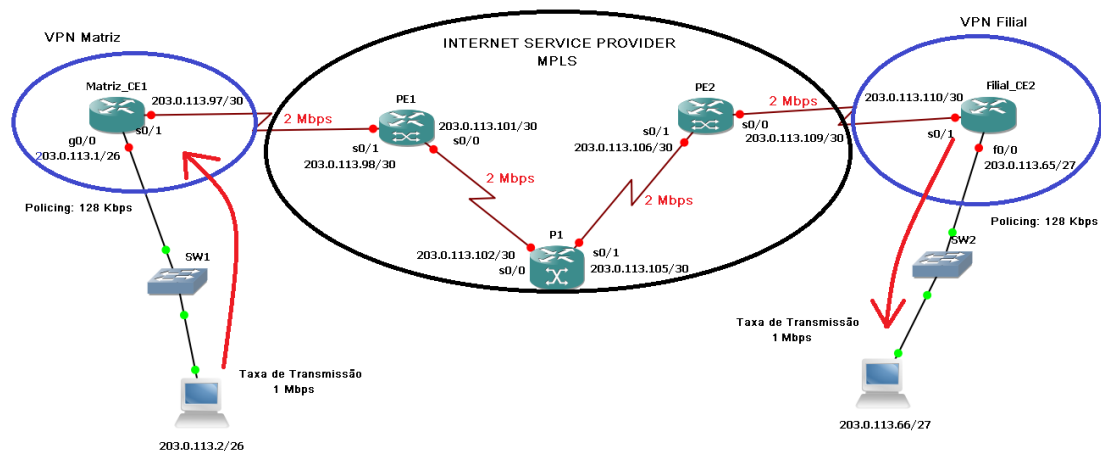 VPN Matriz
INTERNET SERVICE PROVIDER
MPLS
VPN Filial
Matriz_CE1
203.0.113.97/30
s0/1
g0/0
203.0.113.1/26
2 Mbps
PE1
203.0.113.101/30
s0/0
s0/1
203.0.113.98/30
2 Mbps
PE2
s0/1
s0/0
203.0.113.106/30
203.0.113.109/30
2 Mbps
2 Mbps
203.0.113.110/30
Filial_CE2
s0/1
f0/0
203.0.113.65/27
Policing: 128 Kbps
Policing: 128 Kbps
P1
203.0.113.102/30
s0/0
s0/1
203.0.113.105/30
SW1
SW2
Taxa de Transmissão
1 Mbps
Taxa de Transmissão
1 Mbps
203.0.113.2/26
203.0.113.66/27